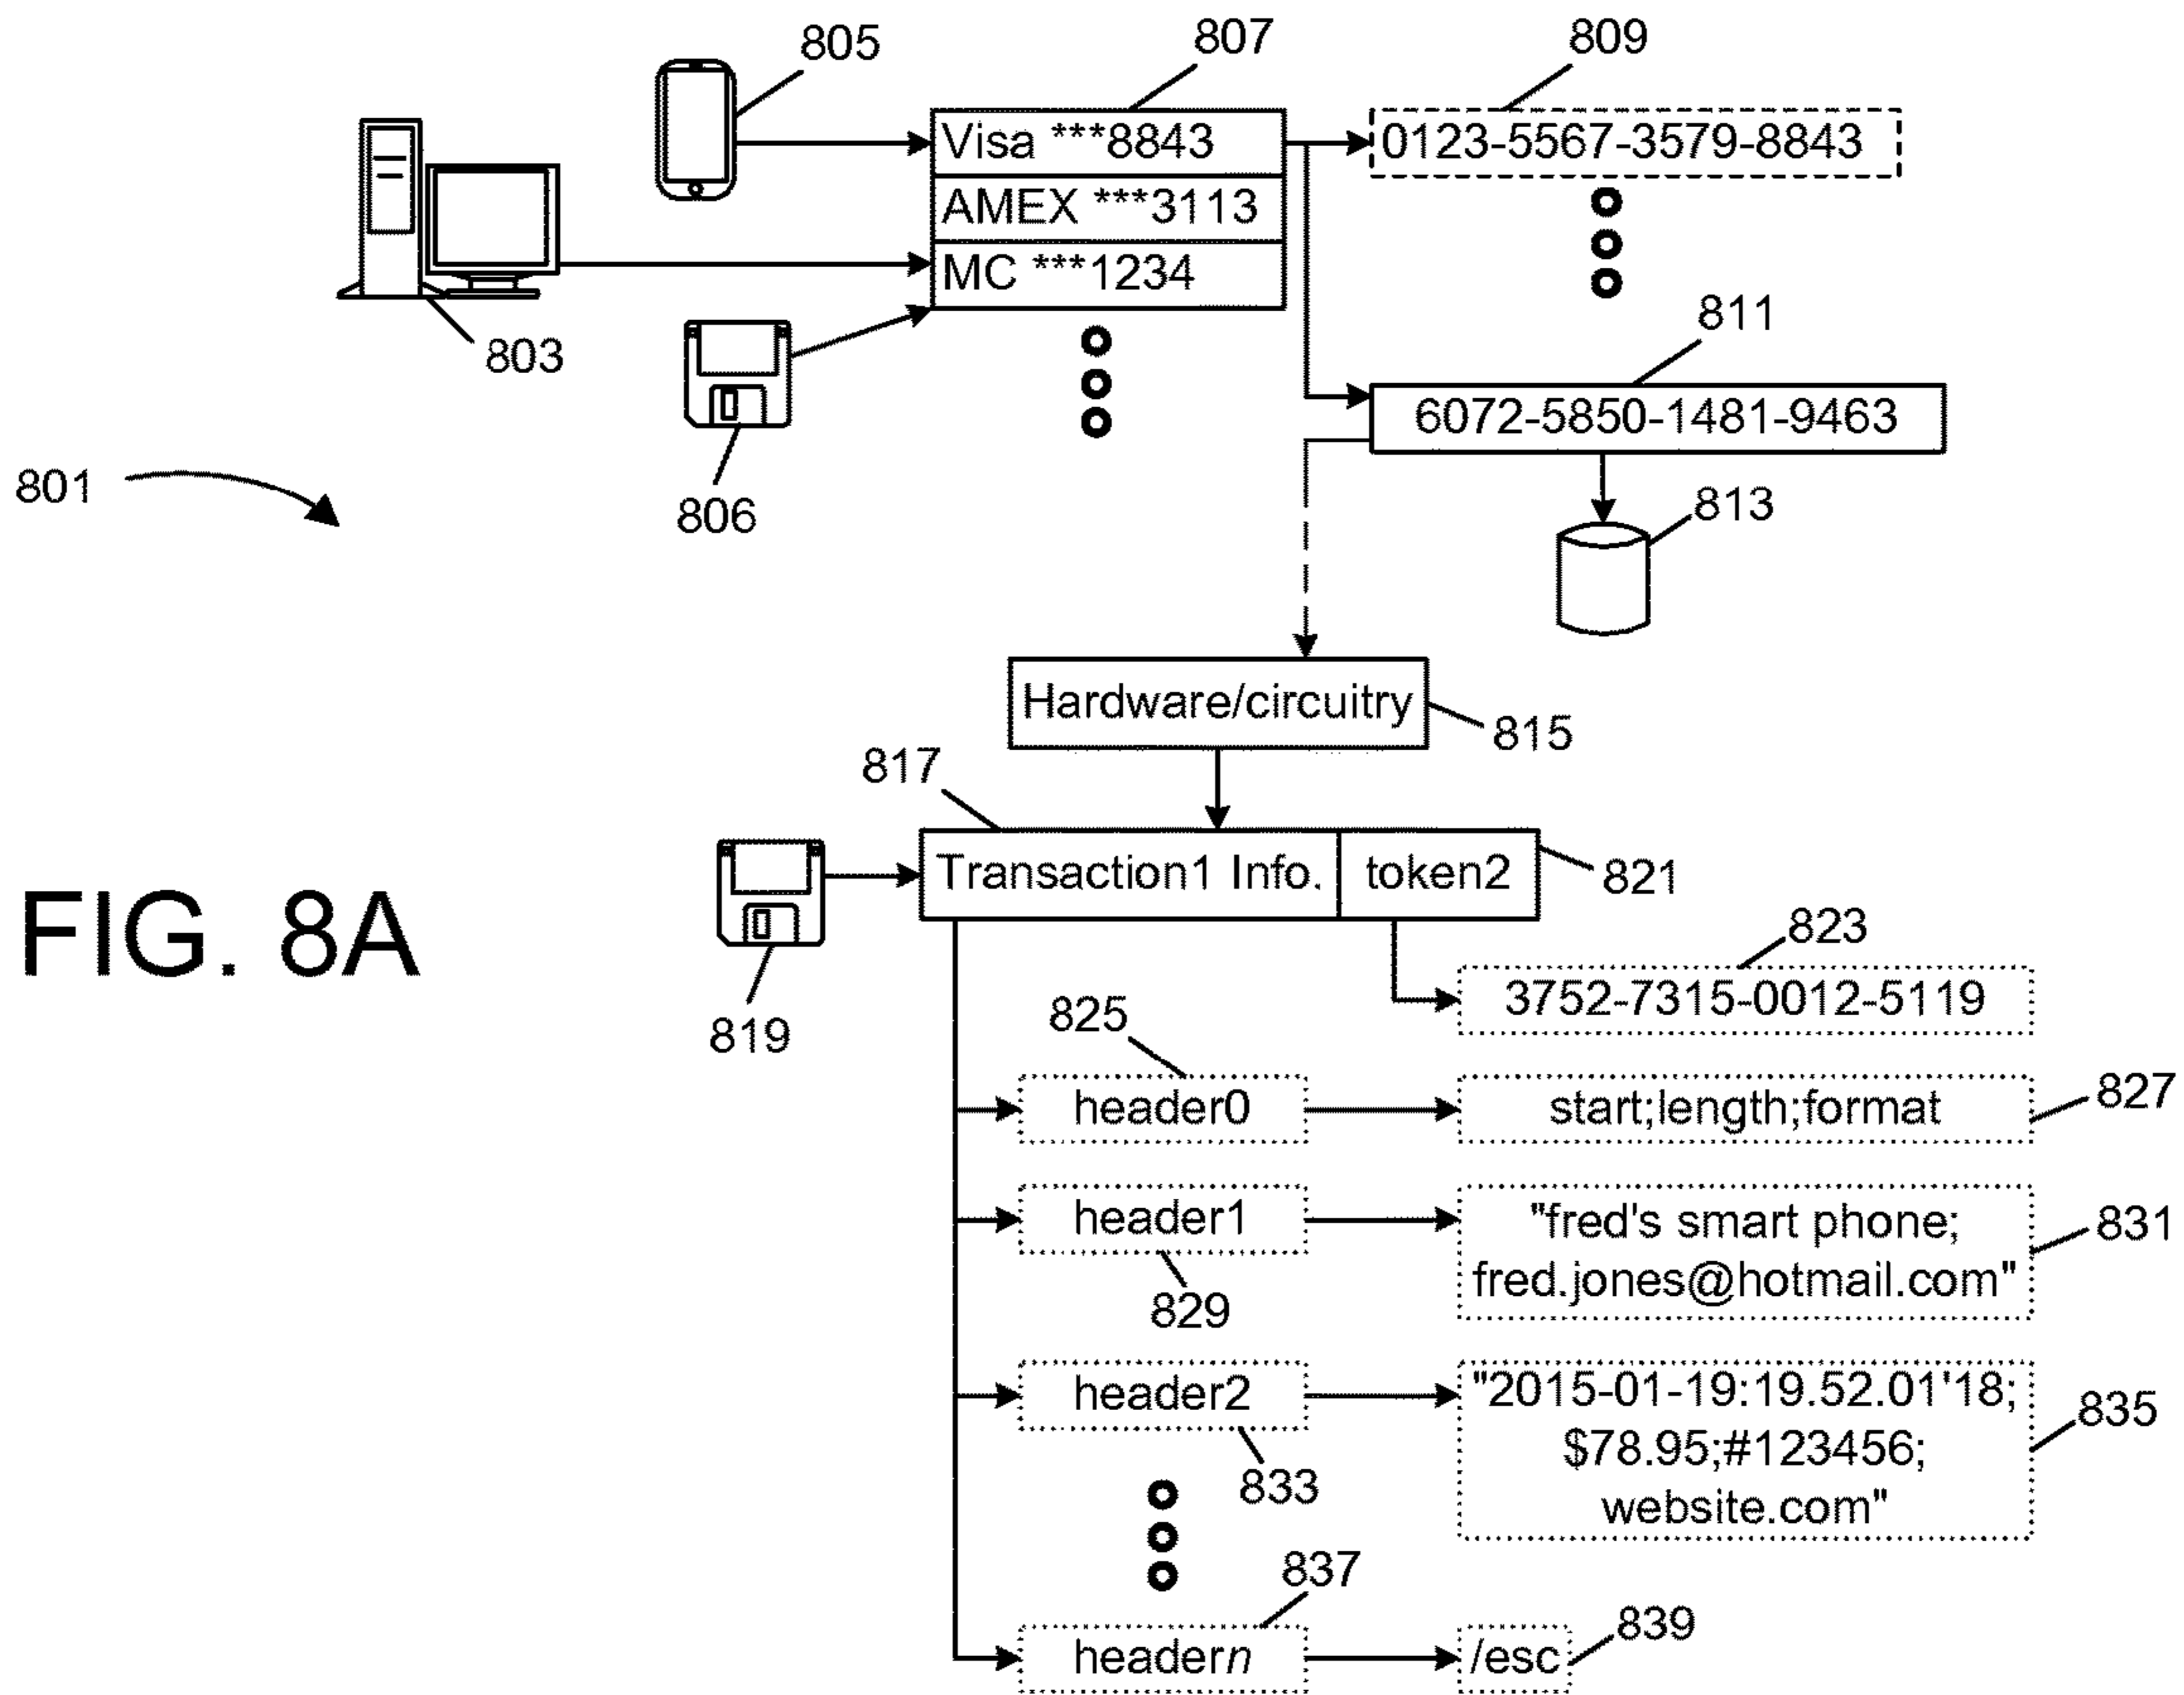 805
807
809
Visa ***8843
0123-5567-3579-8843
AMEX ***3113
MC ***1234
803
811
6072-5850-1481-9463
801
806
813
Hardware/circuitry
815
817
Transaction1 Info.
token2
821
FIG. 8A
819
823
3752-7315-0012-5119
825
header0
start;length;format
827
header1
"fred's smart phone;
fred.jones@hotmail.com"
831
829
header2
"2015-01-19:19.52.01'18;
$78.95;#123456;
website.com"
835
833
837
headern
/esc
839